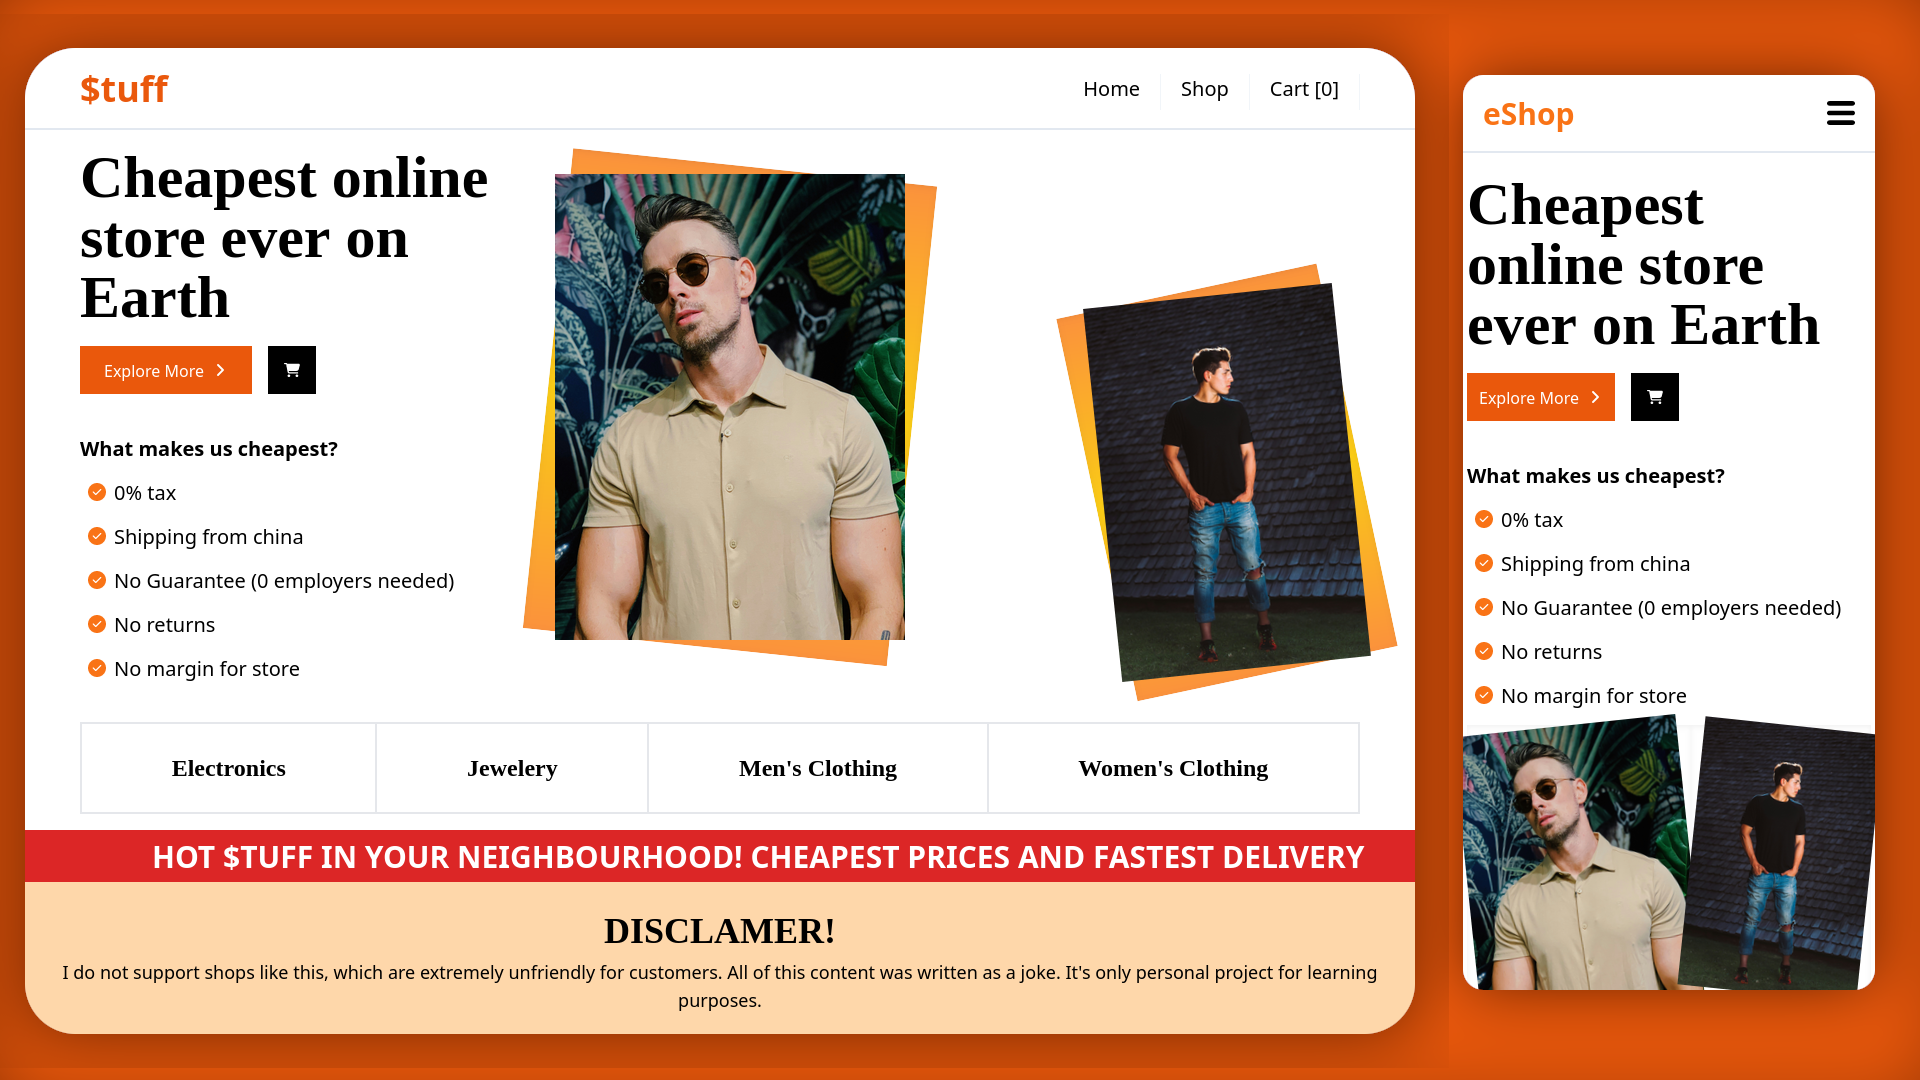 $tuff
Home
Shop
Cart [0]
Cheapest online
store ever on
Earth
Explore More
What makes us cheapest?
0% tax
Shipping from china
No Guarantee (0 employers needed)
No returns
No margin for store
Electronics
Jewelery
Men's Clothing
Women's Clothing
HOT $TUFF IN YOUR NEIGHBOURHOOD! CHEAPEST PRICES AND FASTEST DELIVERY
DISCLAMER!
I do not support shops like this, which are extremely unfriendly for customers. All of this content was written as a joke. It's only personal project for learning
purposes.
eShop
Cheapest
online store
ever on Earth
Explore More
What makes us cheapest?
0% tax
Shipping from china
No Guarantee (0 employers needed)
No returns
No margin for store